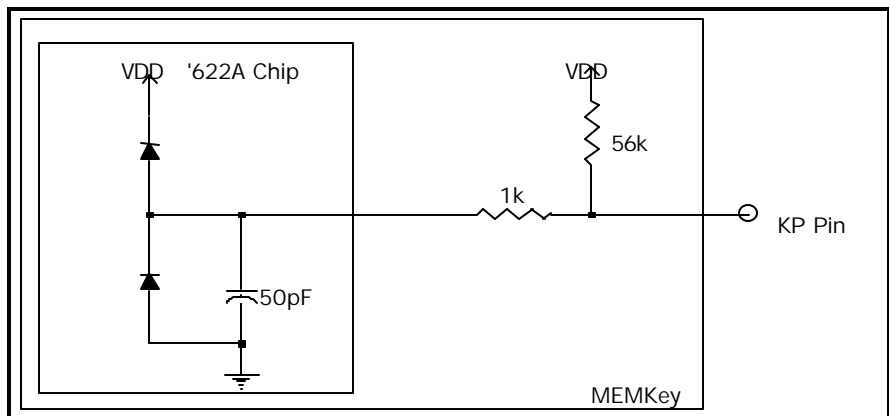 VDD '622A Chip
VDD
56k
1k
KP Pin
50pF
MEMKey